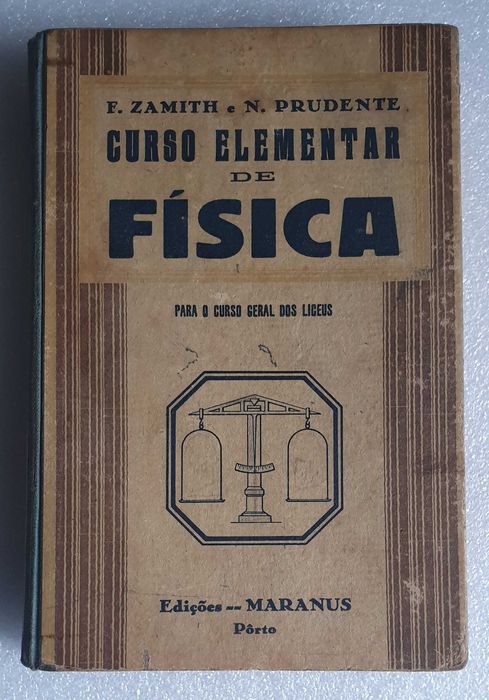 F. ZAMITH e N. PRUDENTE
CURSO ELEMENTAR
DE
FÍSICA
PARA O CURSO GERAL DOS LICEUS
Edições -- MARANUS
Pôrto